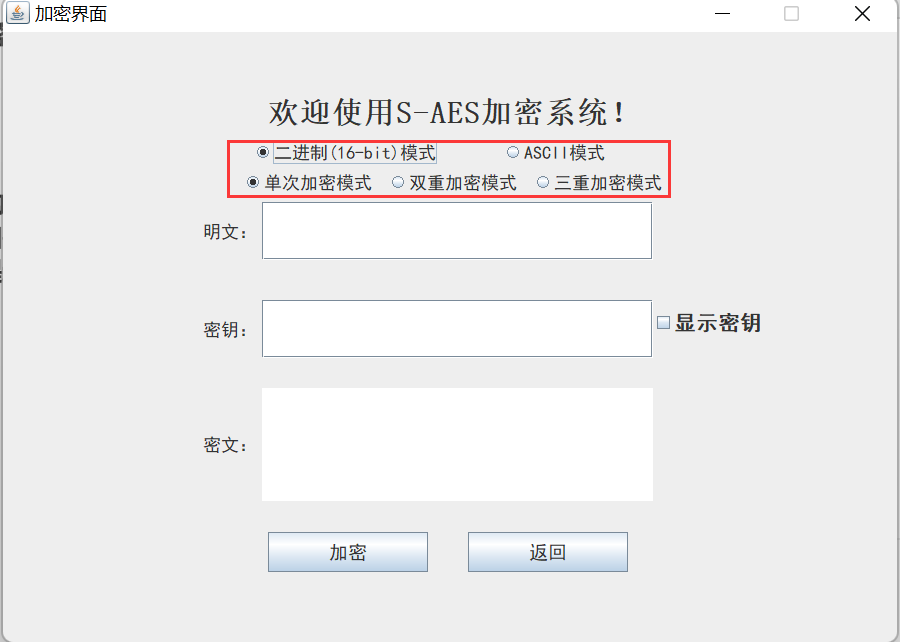 加密界面
欢迎使用S-AES加密系统！
二进制(16-bit)模式 ASCII模式
单次加密模式 双重加密模式 三重加密模式
明文：
密钥： 显示密钥
密文：
加密 返回